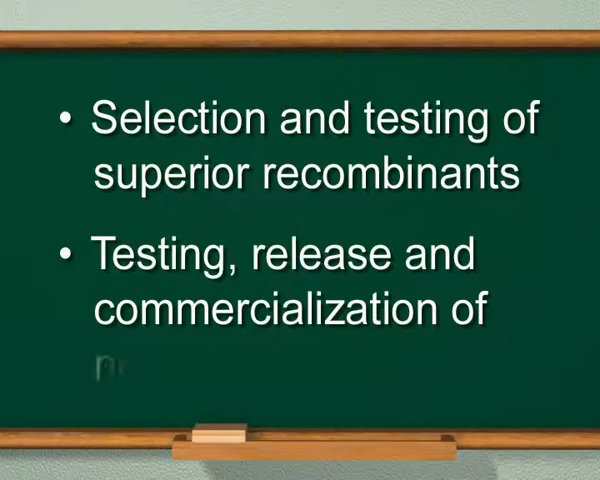 • Selection and testing of
superior recombinants
• Testing, release and
commercialization of